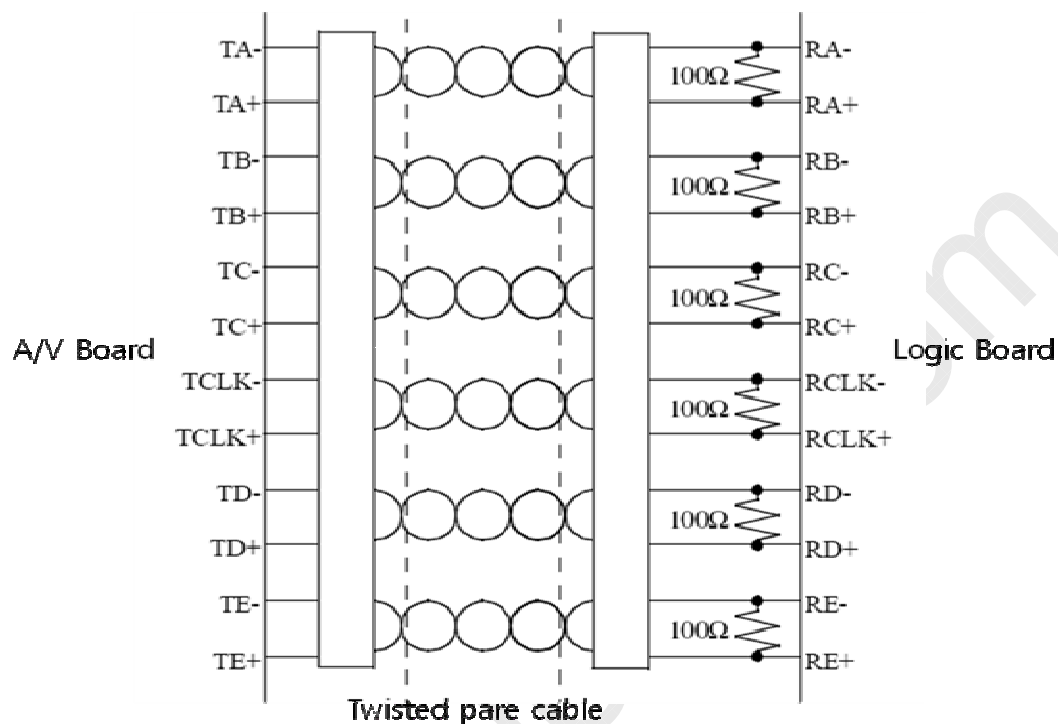 TA-
100Ω
RA-
TA+
RA+
TB-
100Ω
RB-
TB+
RB+
TC-
100Ω
RC-
TC+
RC+
A/V Board
Logic Board
TCLK-
100Ω
RCLK-
TCLK+
RCLK+
TD-
100Ω
RD-
TD+
RD+
TE-
100Ω
RE-
TE+
RE+
Twisted pare cable